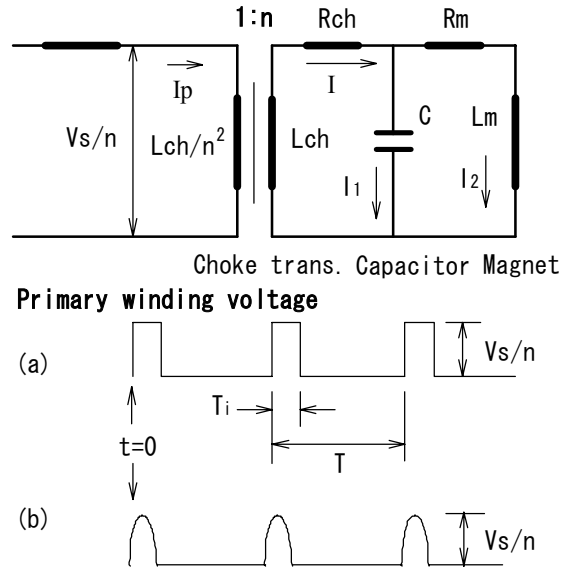 1:n
Rch
Rm
Ip
I
Vs/n
Lch/n²
Lch
C
Lm
I₁
I₂
Choke trans. Capacitor Magnet
Primary winding voltage
(a)
Vs/n
Ti
t=0
T
(b)
Vs/n